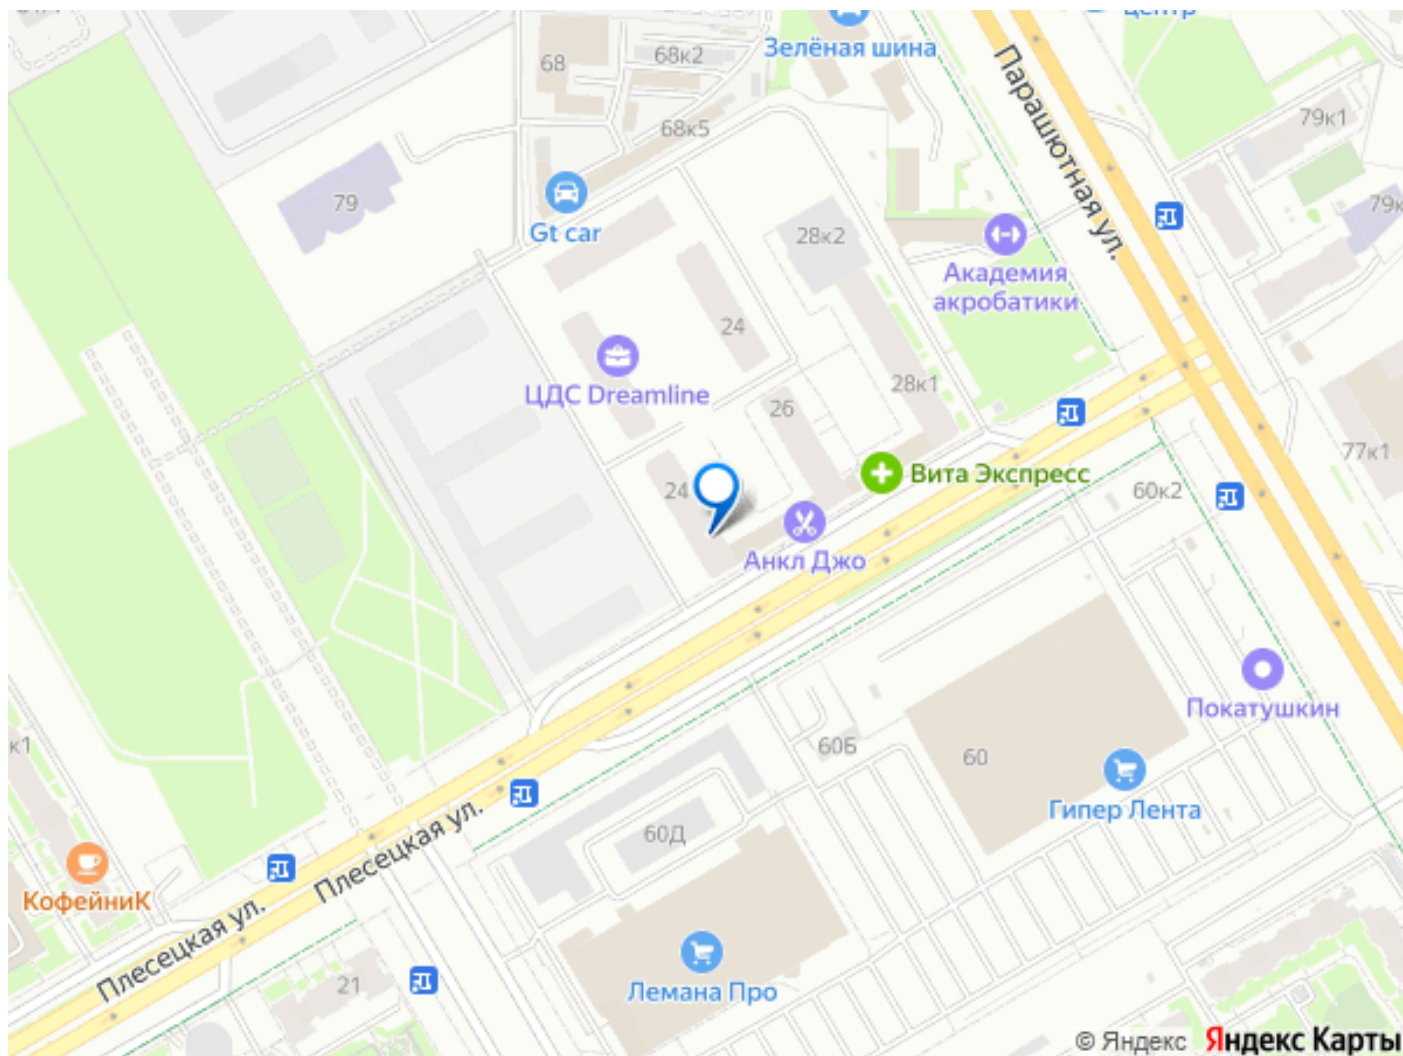 центр
Зелёная шина
68
68к2
68к5
Парашютная ул.
79к1
79
Gt car
28к2
Академия
акробатики
24
ЦДС Dreamline
28к1
26
77к1
24
Вита Экспресс
60к2
Анкл Джо
Покатушкин
к1
60Б
60
Гипер Лента
60Д
Плесецкая ул.
КофейниК
Плесецкая ул.
21
Лемана Про
© Яндекс Яндекс Карты